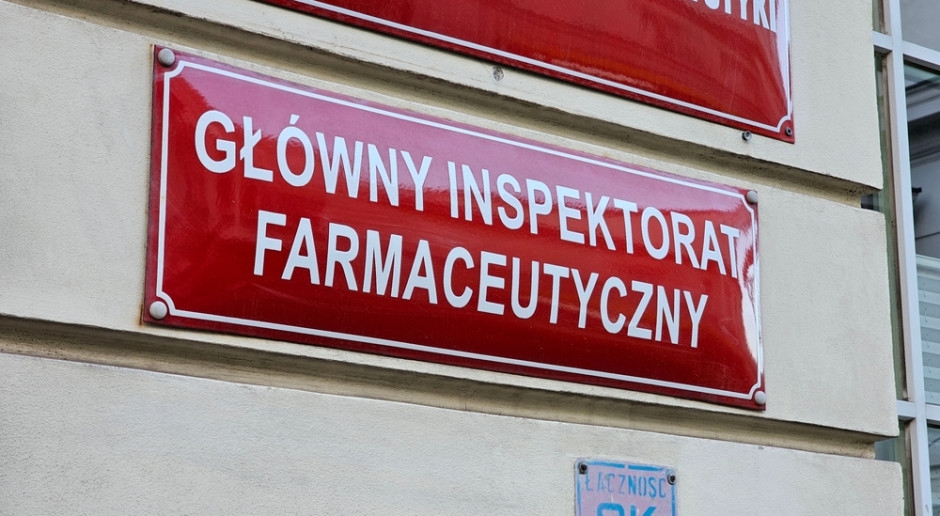 GŁÓWNY INSPEKTORAT
FARMACEUTYCZNY
ŁĄCZNOŚĆ